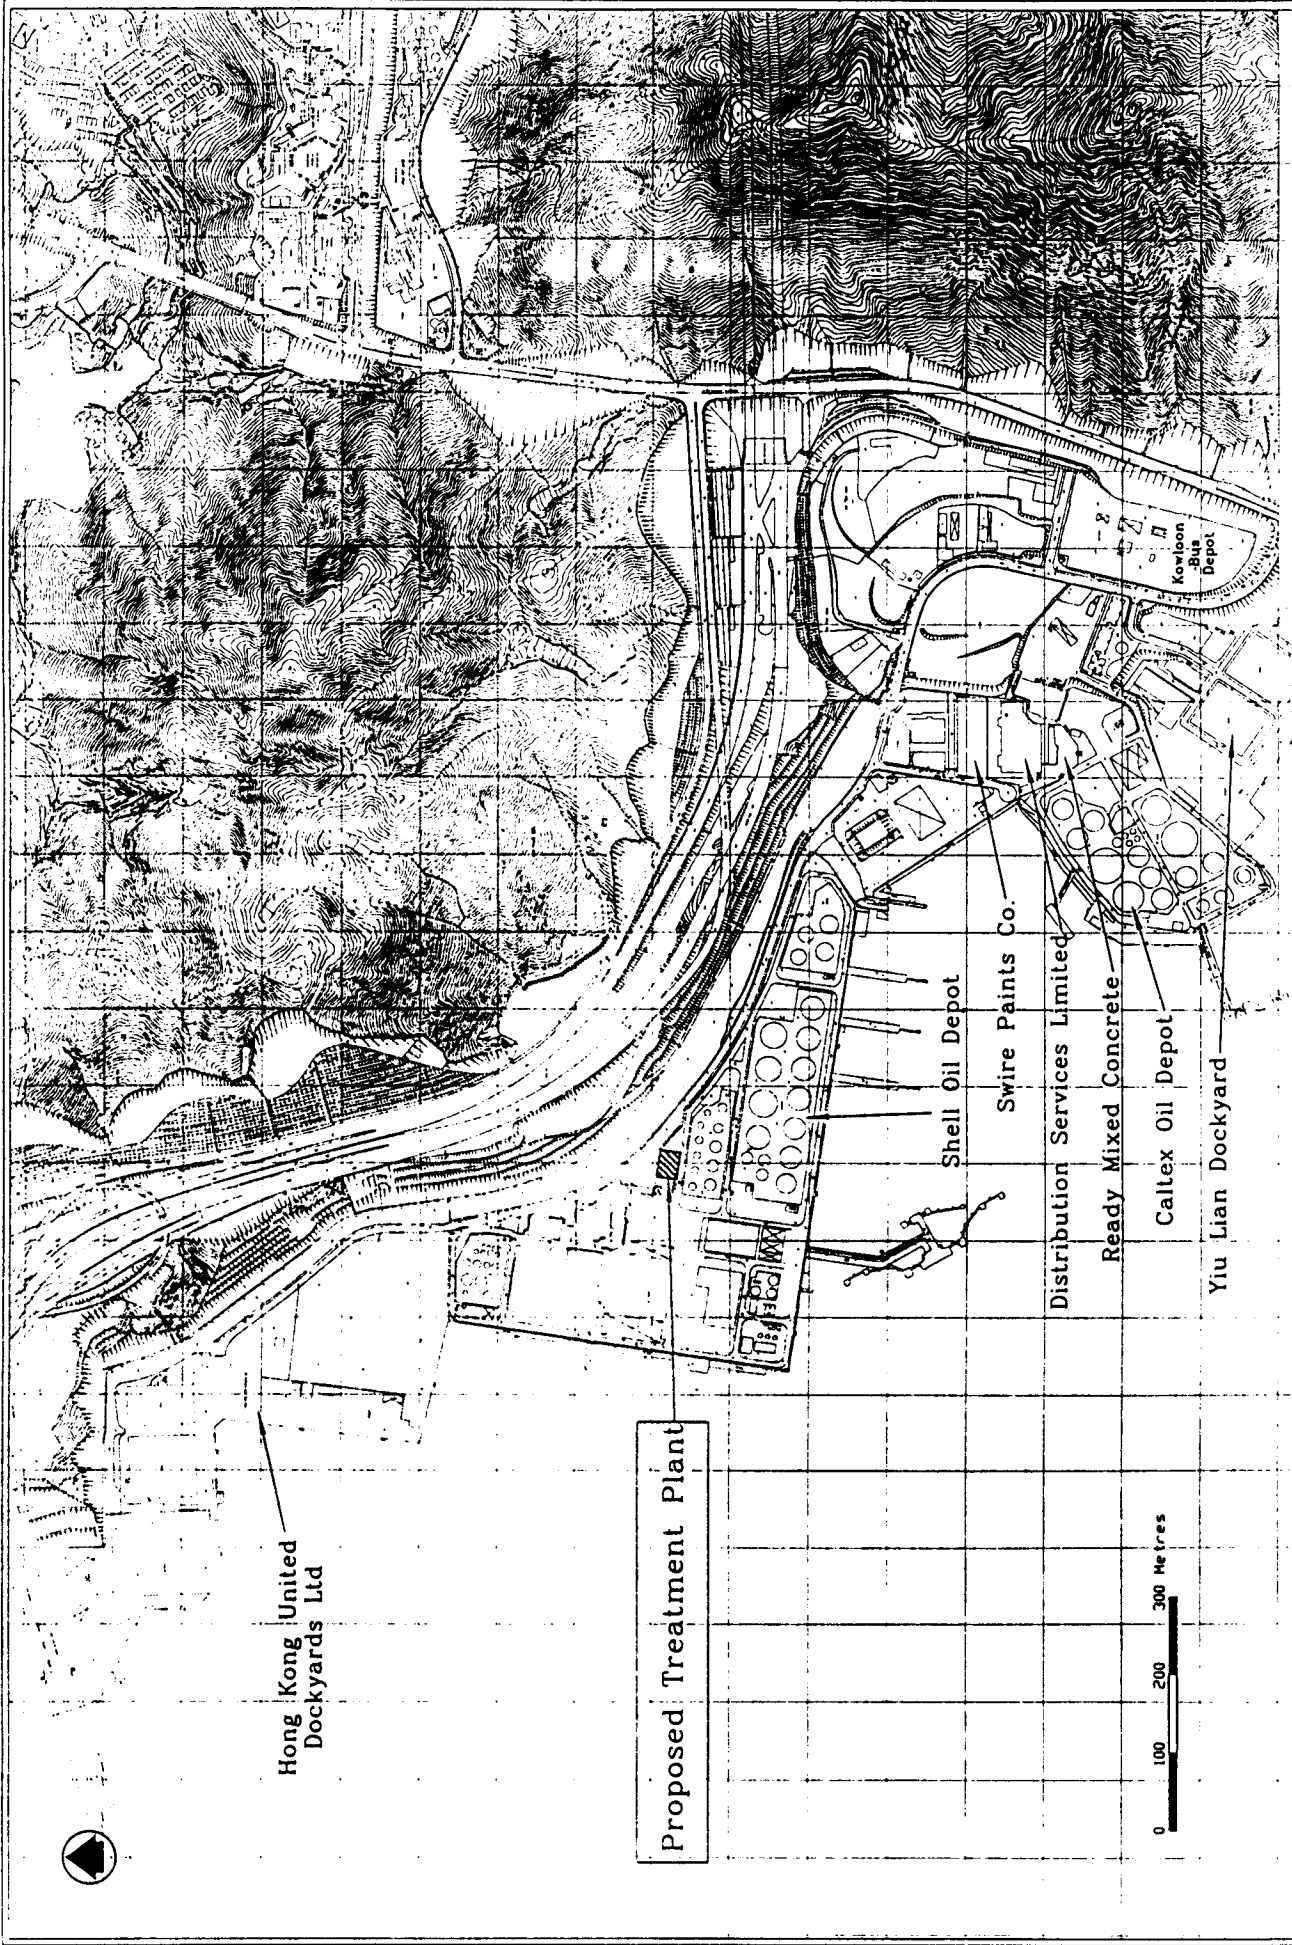 Hong Kong United
Dockyards Ltd
Proposed Treatment Plant
Shell Oil Depot
Swire Paints Co.
Distribution Services Limited
Ready Mixed Concrete
Caltex Oil Depot
Yiu Lian Dockyard
Kowloon
Bus
Depot
0 100 200 300 Metres